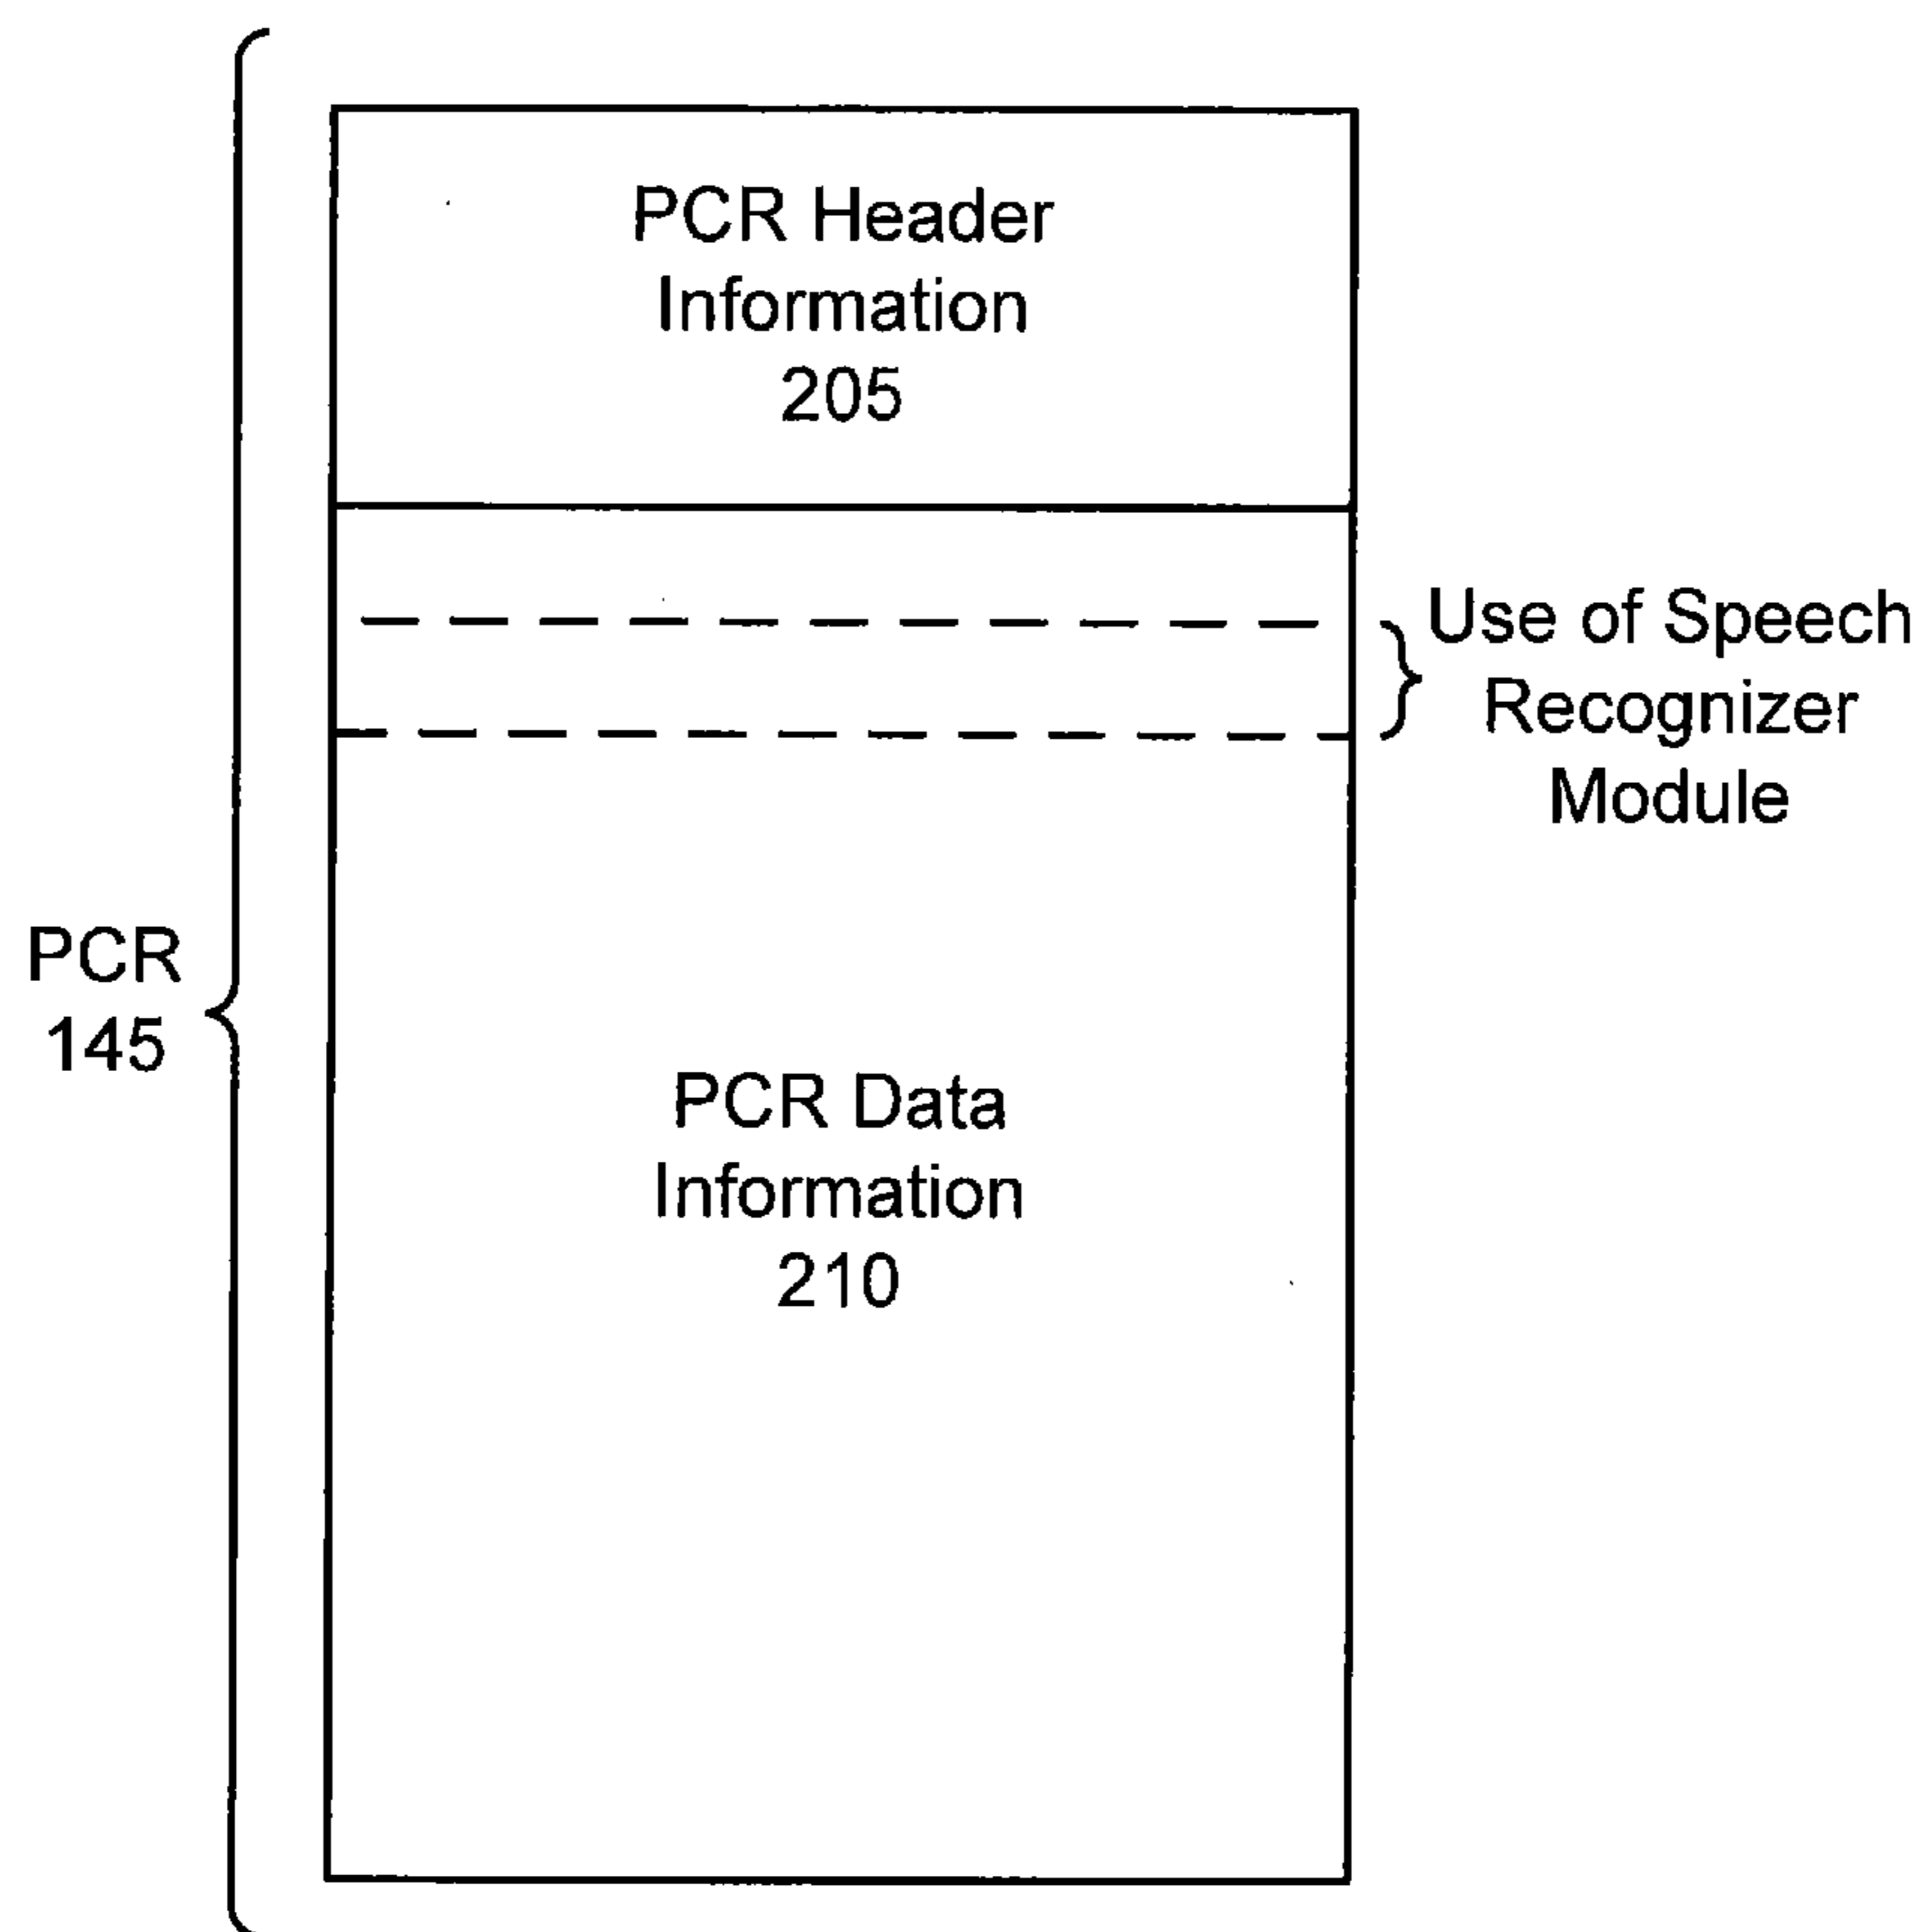 PCR Header
Information
205
Use of Speech
Recognizer
Module
PCR
145
PCR Data
Information
210